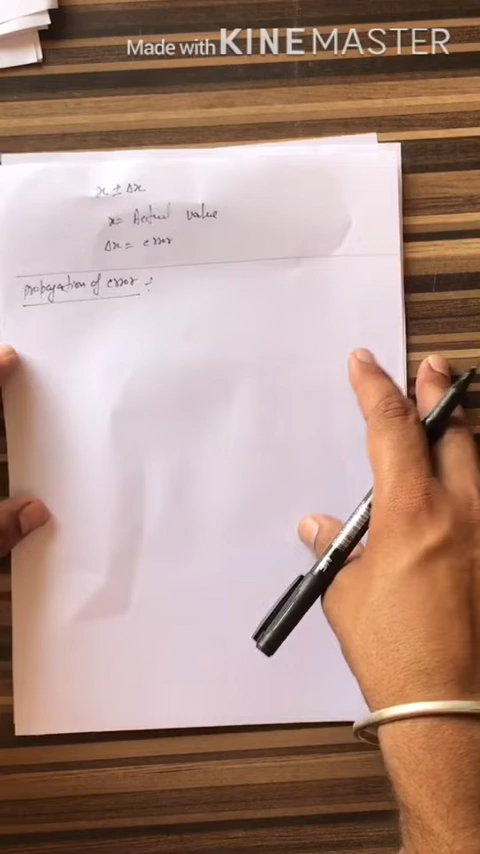 Made with KINEMASTER
x ± Δx
x = Actual value
Δx = error
propagation of error :